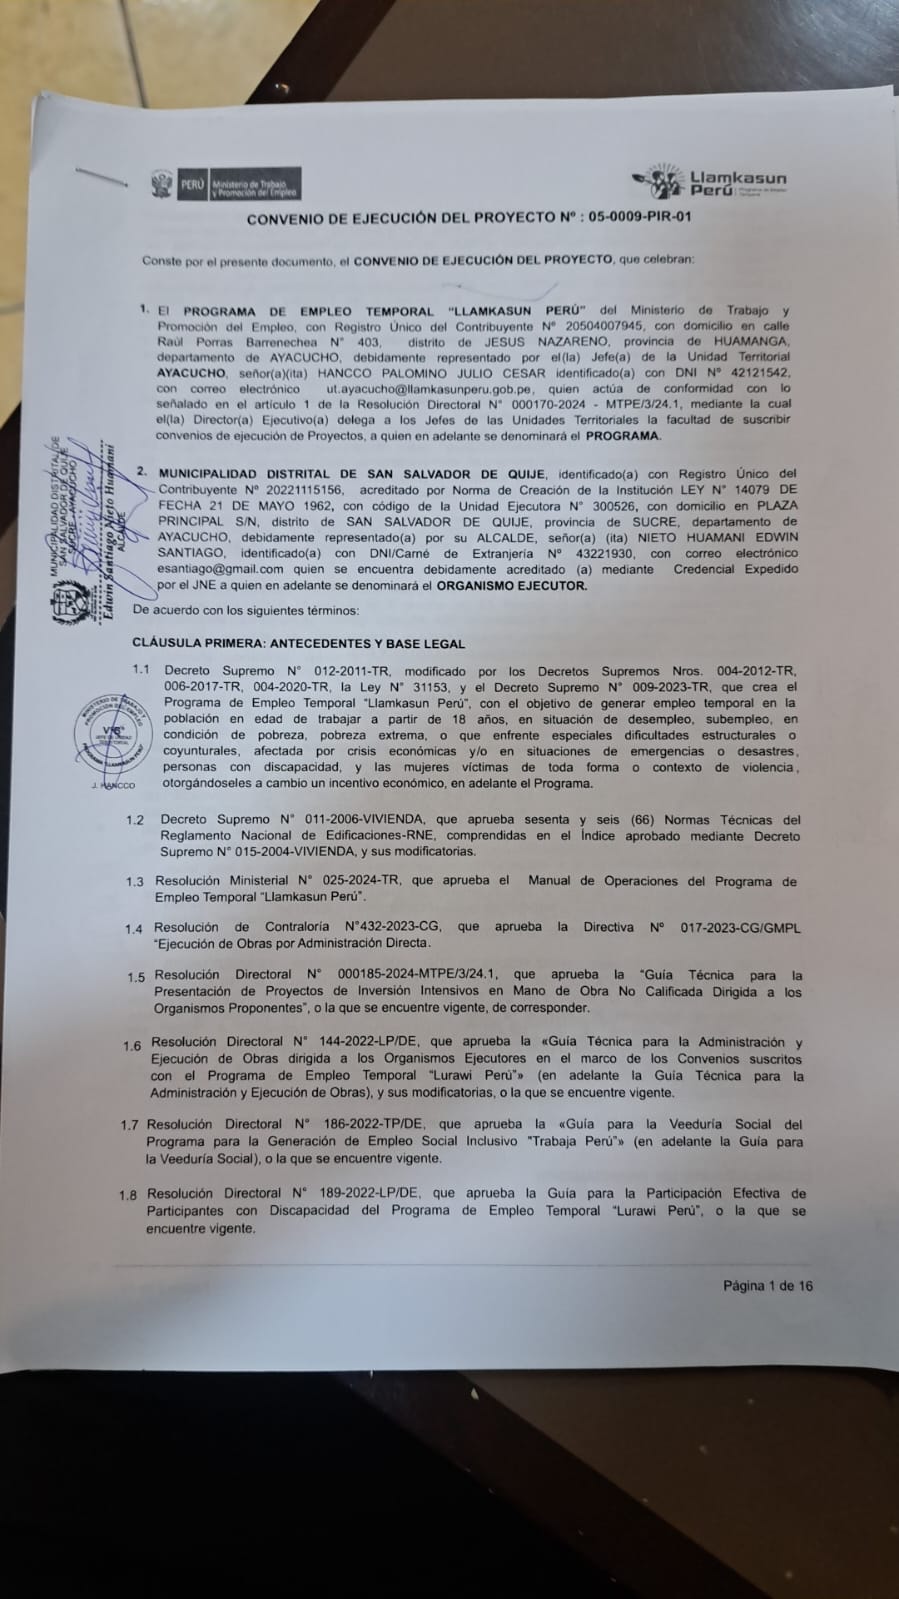 PERÚ Ministerio de Trabajo
y Promoción del Empleo
Llamkasun
Perú
CONVENIO DE EJECUCIÓN DEL PROYECTO Nº : 05-0009-PIR-01
Conste por el presente documento, el CONVENIO DE EJECUCIÓN DEL PROYECTO, que celebran:
1. El PROGRAMA DE EMPLEO TEMPORAL "LLAMKASUN PERÚ" del Ministerio de Trabajo y
Promoción del Empleo, con Registro Único del Contribuyente N° 20504007945, con domicilio en calle
Raúl Porras Barrenechea N° 403, distrito de JESUS NAZARENO, provincia de HUAMANGA,
departamento de AYACUCHO, debidamente representado por el(la) Jefe(a) de la Unidad Territorial
AYACUCHO, señor(a)(ita) HANCCO PALOMINO JULIO CESAR identificado(a) con DNI N° 42121542,
con correo electrónico ut.ayacucho@llamkasunperu.gob.pe, quien actúa de conformidad con lo
señalado en el artículo 1 de la Resolución Directoral N° 000170-2024 - MTPE/3/24.1, mediante la cual
el(la) Director(a) Ejecutivo(a) delega a los Jefes de las Unidades Territoriales la facultad de suscribir
convenios de ejecución de Proyectos, a quien en adelante se denominará el PROGRAMA.
2. MUNICIPALIDAD DISTRITAL DE SAN SALVADOR DE QUIJE, identificado(a) con Registro Único del
Contribuyente Nº 20221115156, acreditado por Norma de Creación de la Institución LEY N° 14079 DE
FECHA 21 DE MAYO 1962, con código de la Unidad Ejecutora N° 300526, con domicilio en PLAZA
PRINCIPAL S/N, distrito de SAN SALVADOR DE QUIJE, provincia de SUCRE, departamento de
AYACUCHO, debidamente representado(a) por su ALCALDE, señor(a) (ita) NIETO HUAMANI EDWIN
SANTIAGO, identificado(a) con DNI/Carné de Extranjería N° 43221930, con correo electrónico
esantiago@gmail.com quien se encuentra debidamente acreditado (a) mediante Credencial Expedido
por el JNE a quien en adelante se denominará el ORGANISMO EJECUTOR.
MUNICIPALIDAD DISTRITAL DE
SAN SALVADOR DE QUIJE
SUCRE - AYACUCHO
Edwin Santiago Nieto Huamaní
ALCALDE
De acuerdo con los siguientes términos:
CLÁUSULA PRIMERA: ANTECEDENTES Y BASE LEGAL
1.1 Decreto Supremo N° 012-2011-TR, modificado por los Decretos Supremos Nros. 004-2012-TR,
006-2017-TR, 004-2020-TR, la Ley N° 31153, y el Decreto Supremo N° 009-2023-TR, que crea el
Programa de Empleo Temporal "Llamkasun Perú", con el objetivo de generar empleo temporal en la
población en edad de trabajar a partir de 18 años, en situación de desempleo, subempleo, en
condición de pobreza, pobreza extrema, o que enfrente especiales dificultades estructurales o
coyunturales, afectada por crisis económicas y/o en situaciones de emergencias o desastres,
personas con discapacidad, y las mujeres víctimas de toda forma o contexto de violencia,
otorgándoseles a cambio un incentivo económico, en adelante el Programa.
J. HANCCO
1.2 Decreto Supremo N° 011-2006-VIVIENDA, que aprueba sesenta y seis (66) Normas Técnicas del
Reglamento Nacional de Edificaciones-RNE, comprendidas en el Índice aprobado mediante Decreto
Supremo N° 015-2004-VIVIENDA, y sus modificatorias.
1.3 Resolución Ministerial N° 025-2024-TR, que aprueba el Manual de Operaciones del Programa de
Empleo Temporal "Llamkasun Perú".
1.4 Resolución de Contraloría N°432-2023-CG, que aprueba la Directiva Nº 017-2023-CG/GMPL
"Ejecución de Obras por Administración Directa.
1.5 Resolución Directoral N° 000185-2024-MTPE/3/24.1, que aprueba la "Guía Técnica para la
Presentación de Proyectos de Inversión Intensivos en Mano de Obra No Calificada Dirigida a los
Organismos Proponentes", o la que se encuentre vigente, de corresponder.
1.6 Resolución Directoral N° 144-2022-LP/DE, que aprueba la «Guía Técnica para la Administración y
Ejecución de Obras dirigida a los Organismos Ejecutores en el marco de los Convenios suscritos
con el Programa de Empleo Temporal "Lurawi Perú"» (en adelante la Guía Técnica para la
Administración y Ejecución de Obras), y sus modificatorias, o la que se encuentre vigente.
1.7 Resolución Directoral N° 186-2022-TP/DE, que aprueba la «Guía para la Veeduría Social del
Programa para la Generación de Empleo Social Inclusivo "Trabaja Perú"» (en adelante la Guía para
la Veeduría Social), o la que se encuentre vigente.
1.8 Resolución Directoral N° 189-2022-LP/DE, que aprueba la Guía para la Participación Efectiva de
Participantes con Discapacidad del Programa de Empleo Temporal "Lurawi Perú", o la que se
encuentre vigente.
Página 1 de 16